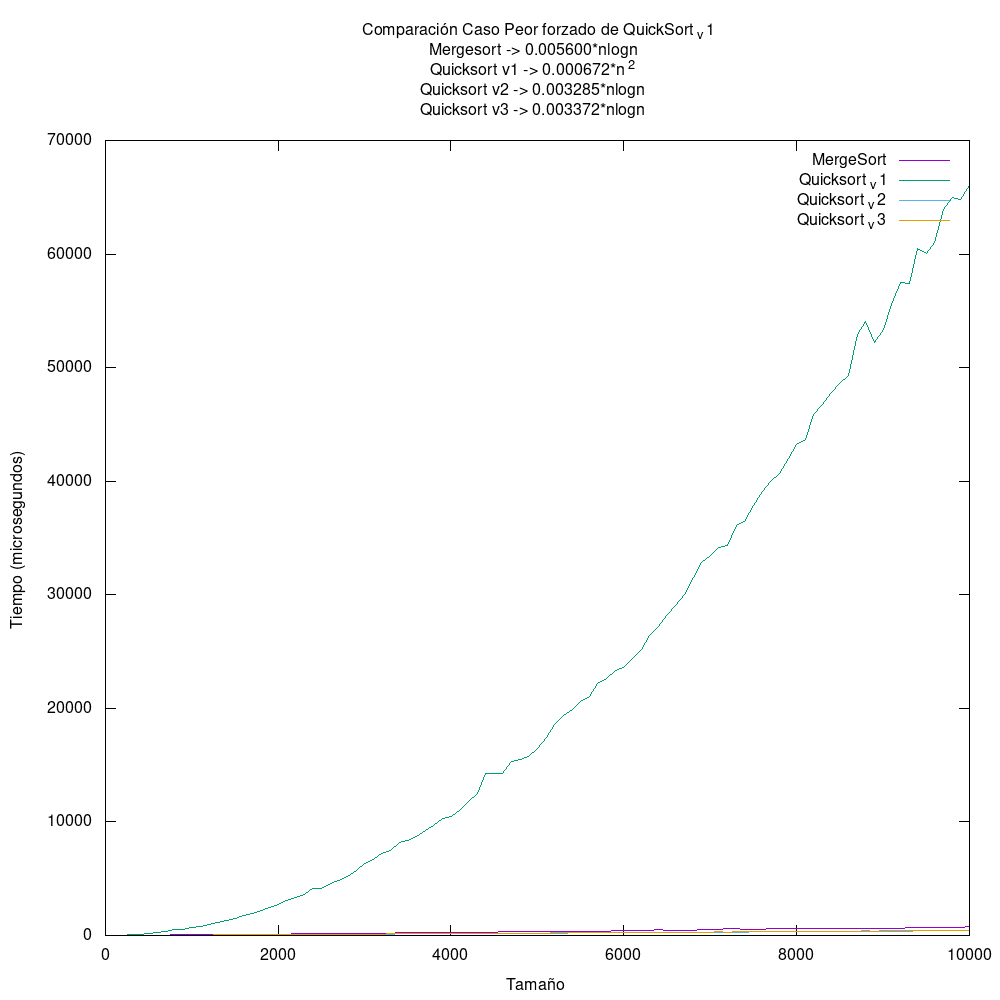 Comparación Caso Peor forzado de QuickSort v 1
Mergesort -> 0.005600*nlogn
Quicksort v1 -> 0.000672*n 2
Quicksort v2 -> 0.003285*nlogn
Quicksort v3 -> 0.003372*nlogn
70000
60000
50000
40000
30000
20000
10000
0
MergeSort
Quicksort v 1
Quicksort v 2
Quicksort v 3
Tiempo (microsegundos)
0 2000 4000 6000 8000 10000
Tamaño